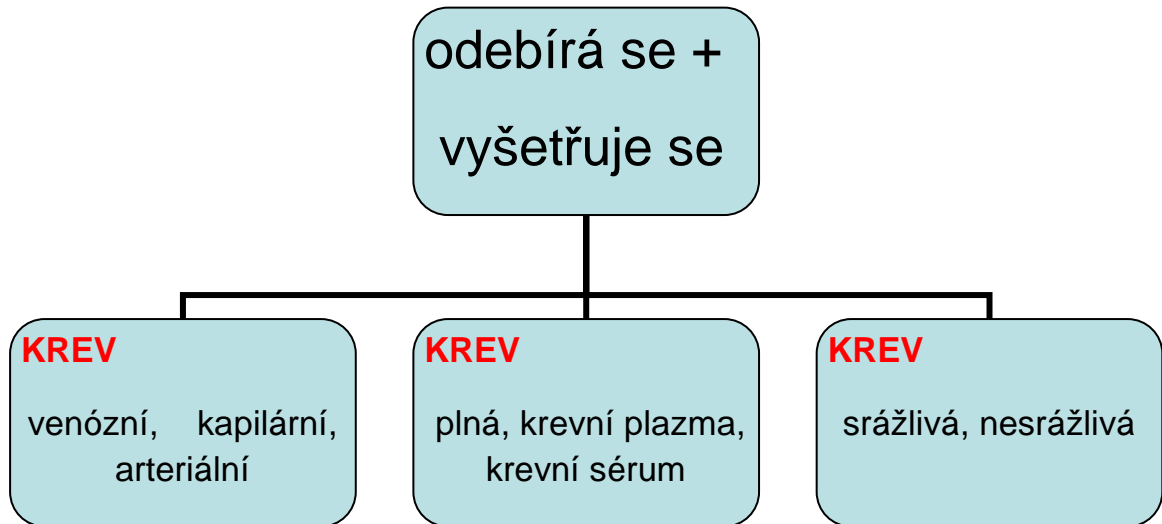 odebírá se +
vyšetřuje se
KREV
venózní, kapilární,
arteriální
KREV
plná, krevní plazma,
krevní sérum
KREV
srážlivá, nesrážlivá